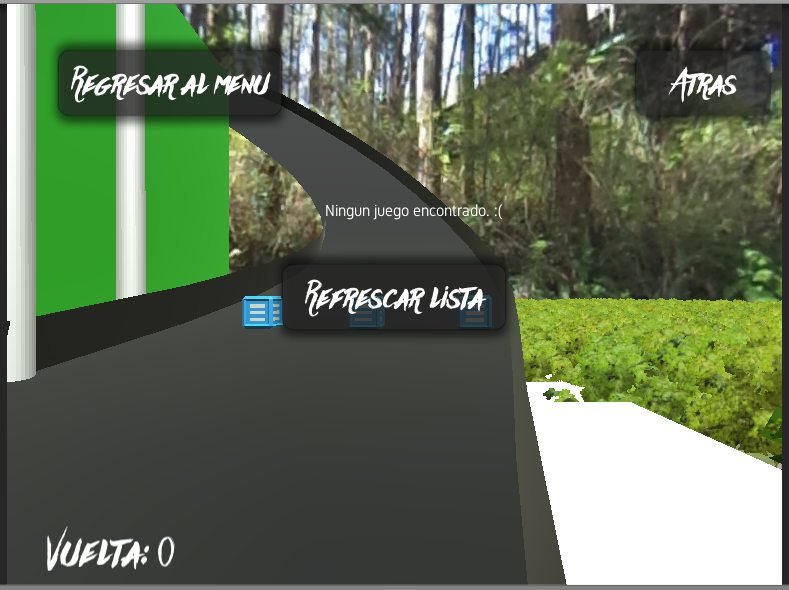 REGRESAR AL MENU
ATRAS
Ningun juego encontrado. :(
REFRESCAR LISTA
VUELTA: 0